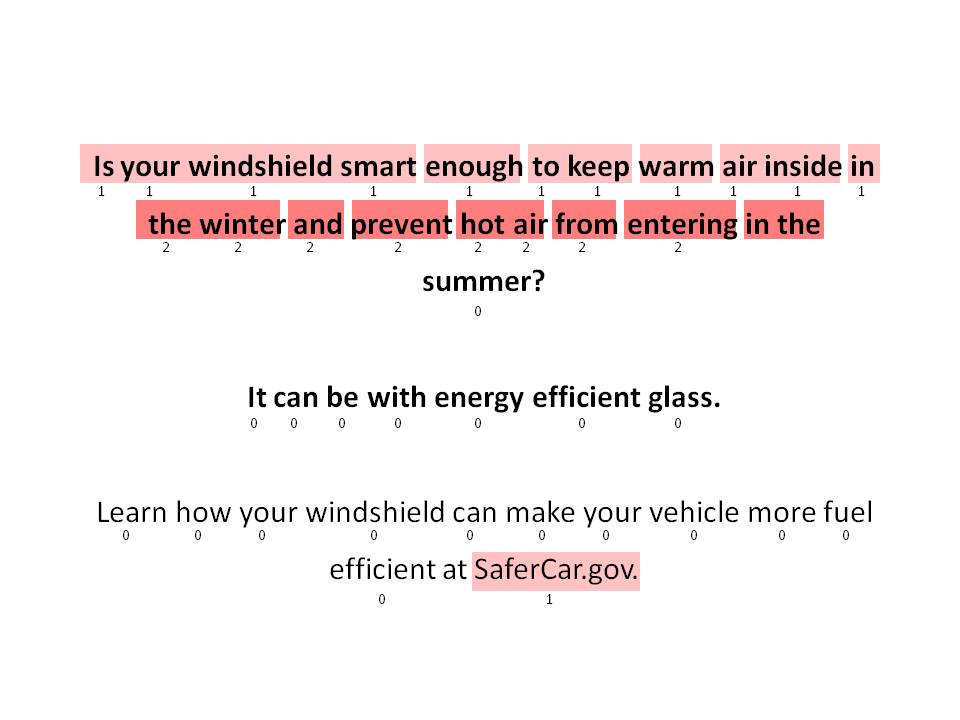 Is your windshield smart enough to keep warm air inside in
1 1 1 1 1 1 1 1 1 1 1
the winter and prevent hot air from entering in the
2 2 2 2 2 2 2 2
summer?
0
It can be with energy efficient glass.
0 0 0 0 0 0 0
Learn how your windshield can make your vehicle more fuel
0 0 0 0 0 0 0 0 0 0
efficient at SaferCar.gov.
0 1